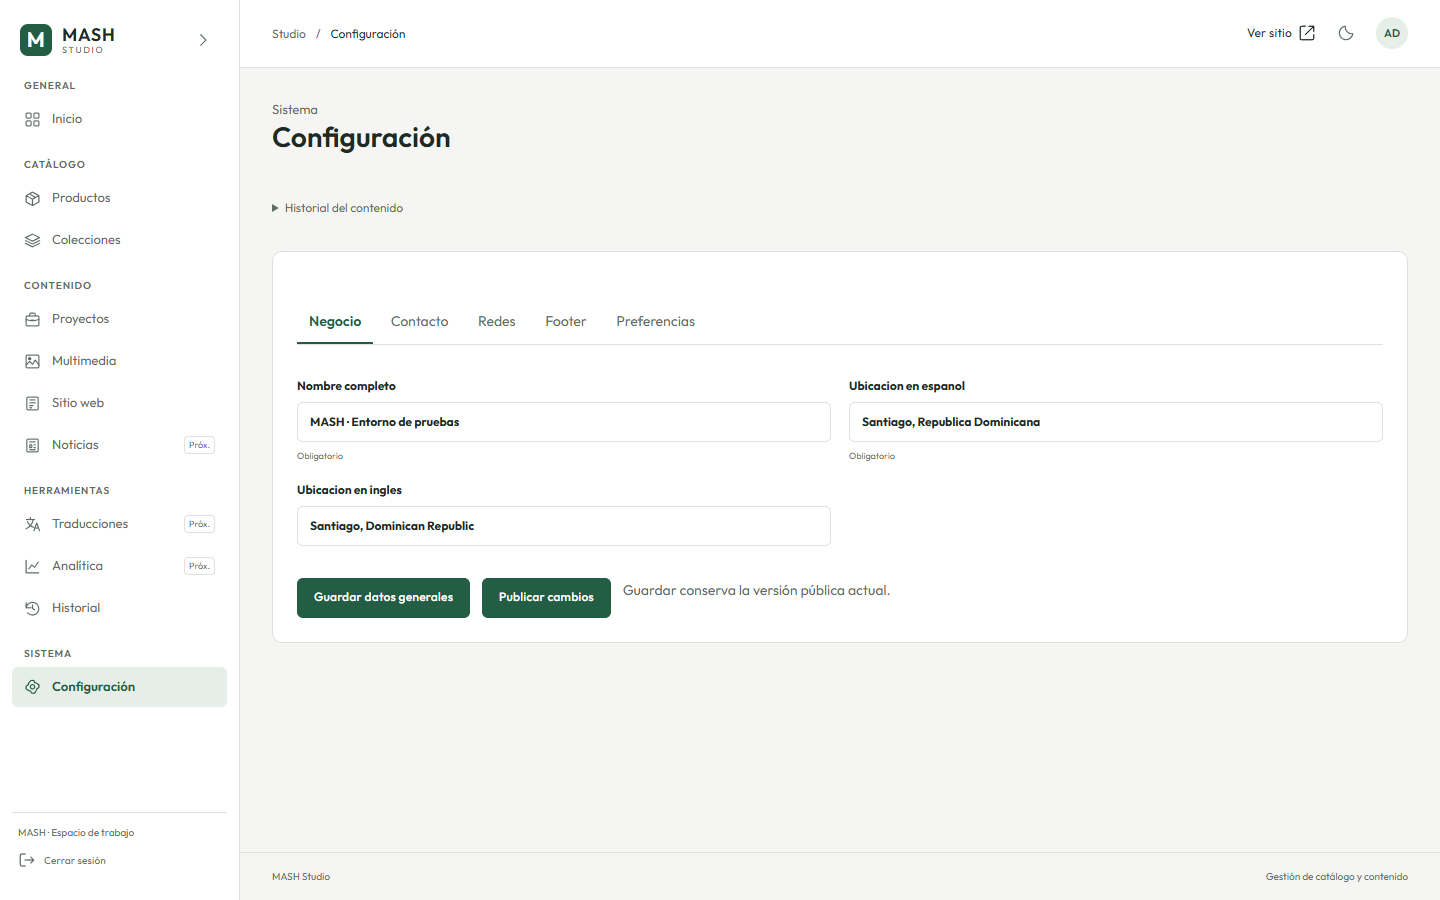 M MASH
STUDIO
GENERAL
Inicio
CATÁLOGO
Productos
Colecciones
CONTENIDO
Proyectos
Multimedia
Sitio web
Noticias Próx.
HERRAMIENTAS
Traducciones Próx.
Analítica Próx.
Historial
SISTEMA
Configuración
MASH · Espacio de trabajo
Cerrar sesión
Studio / Configuración
Ver sitio AD
Sistema
Configuración
Historial del contenido
Negocio Contacto Redes Footer Preferencias
Nombre completo
MASH · Entorno de pruebas
Obligatorio
Ubicacion en espanol
Santiago, Republica Dominicana
Obligatorio
Ubicacion en ingles
Santiago, Dominican Republic
Guardar datos generales Publicar cambios Guardar conserva la versión pública actual.
MASH Studio
Gestión de catálogo y contenido